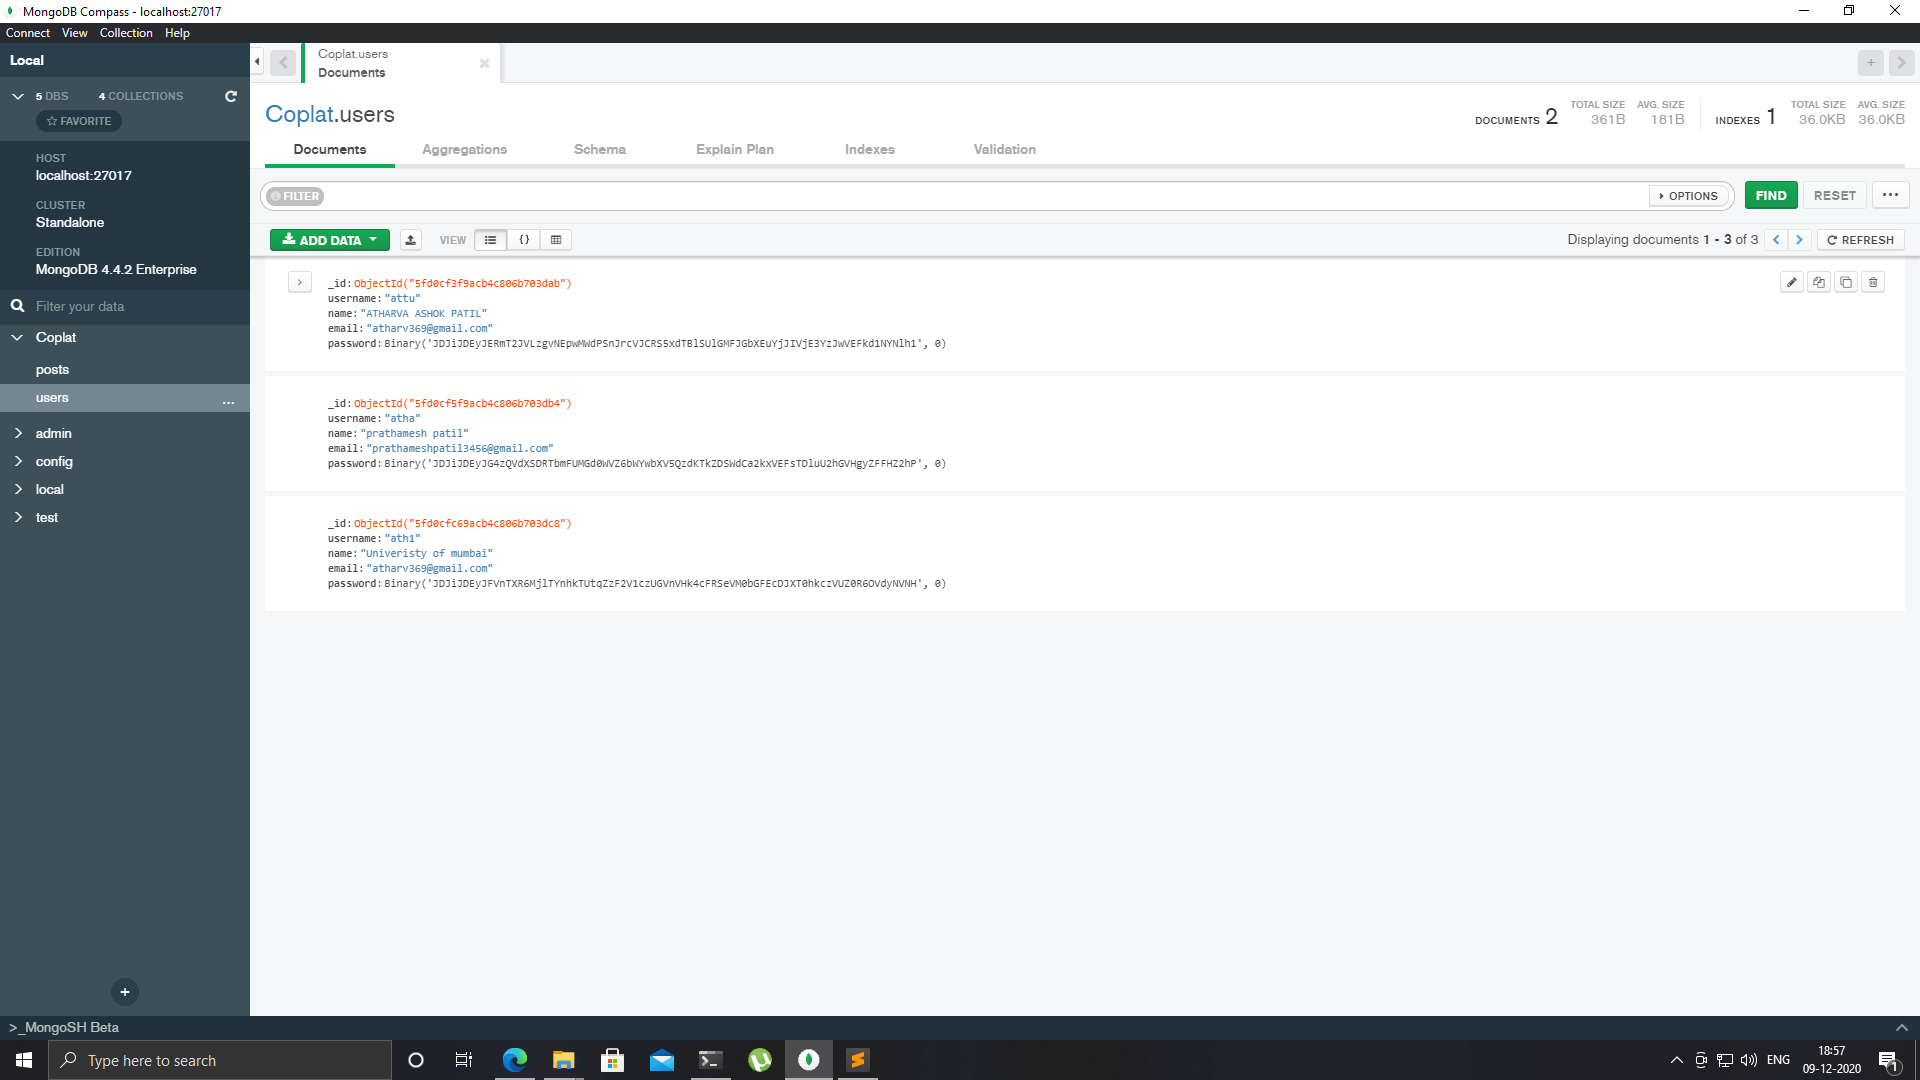 MongoDB Compass - localhost:27017
Connect View Collection Help
Local
5 DBS 4 COLLECTIONS
FAVORITE
HOST
localhost:27017
CLUSTER
Standalone
EDITION
MongoDB 4.4.2 Enterprise
Filter your data
Coplat
posts
users ...
admin
config
local
test
Coplat.users
Documents
Coplat.users
DOCUMENTS 2 TOTAL SIZE 361B AVG. SIZE 181B INDEXES 1 TOTAL SIZE 36.0KB AVG. SIZE 36.0KB
Documents Aggregations Schema Explain Plan Indexes Validation
FILTER OPTIONS FIND RESET ...
ADD DATA VIEW {} Displaying documents 1 - 3 of 3 REFRESH
_id: ObjectId("5fd0cf3f9acb4c806b703dab")
username: "attu"
name: "ATHARVA ASHOK PATIL"
email: "atharv369@gmail.com"
password: Binary('JDJiJDEyJERmT2JVLzgvNEpwMWdPSnJrcVJCRS5xdTBlSUlGMFJGbXEuYjJIVjE3YzJwVEFkd1NYNlh1', 0)
_id: ObjectId("5fd0cf5f9acb4c806b703db4")
username: "atha"
name: "prathamesh patil"
email: "prathameshpatil3456@gmail.com"
password: Binary('JDJiJDEyJG4zQVdXSDRTbmFUMGd0WVZ6bWYwbXV5QzdKTkZDSWdCa2kxVEFsTDluU2hGVHgyZFFHZ2hP', 0)
_id: ObjectId("5fd0cfc69acb4c806b703dc8")
username: "ath1"
name: "Univeristy of mumbai"
email: "atharv369@gmail.com"
password: Binary('JDJiJDEyJFVnTXR6MjlTYnhkTUtqZzF2V1czUGVnVHk4cFRSeVM0bGFEcDJXT0hkczVUZ0R6OVdyNVNH', 0)
>_MongoSH Beta
Type here to search
ENG
18:57
09-12-2020
1